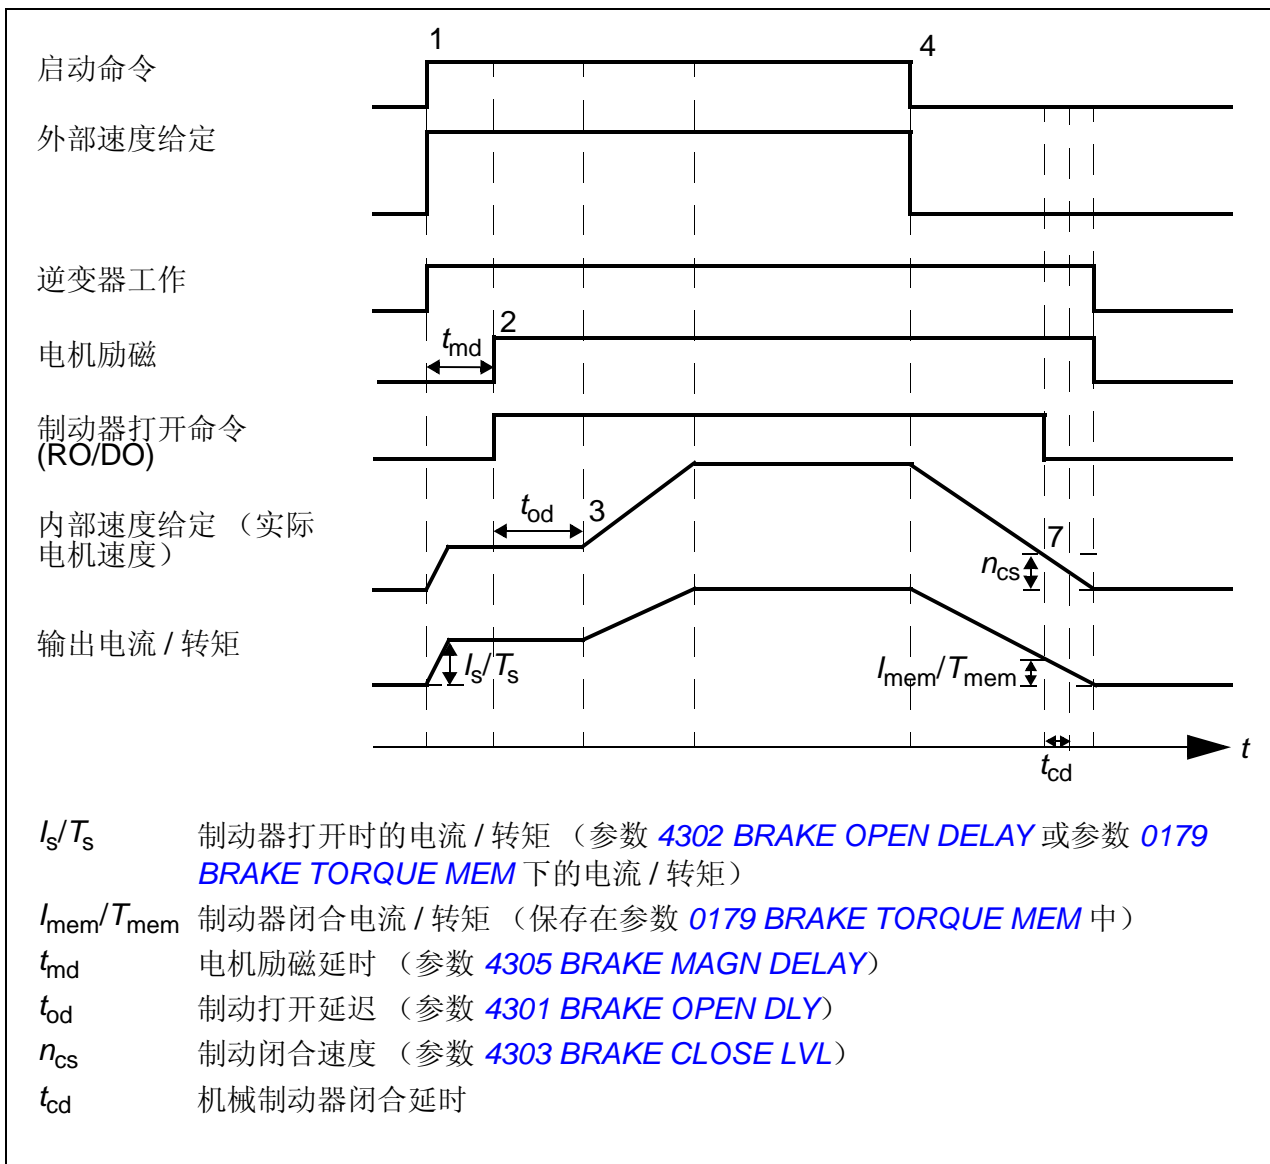 1
4
启动命令
外部速度给定
逆变器工作
2
tmd
电机励磁
制动器打开命令
(RO/DO)
tod
3
内部速度给定 （实际
电机速度）
7
ncs
输出电流 / 转矩
Is/Ts
Imem/Tmem
t
tcd
Is/Ts 制动器打开时的电流 / 转矩 （参数 4302 BRAKE OPEN DELAY 或参数 0179
BRAKE TORQUE MEM 下的电流 / 转矩）
Imem/Tmem 制动器闭合电流 / 转矩 （保存在参数 0179 BRAKE TORQUE MEM 中）
tmd 电机励磁延时 （参数 4305 BRAKE MAGN DELAY）
tod 制动打开延迟 （参数 4301 BRAKE OPEN DLY）
ncs 制动闭合速度 （参数 4303 BRAKE CLOSE LVL）
tcd 机械制动器闭合延时